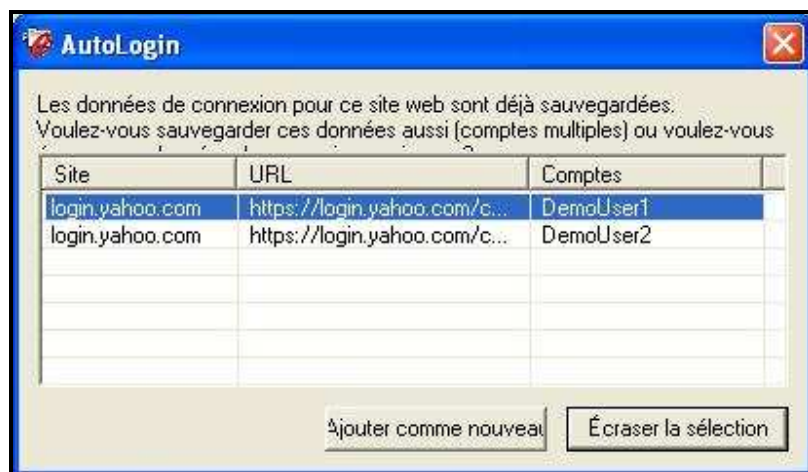 AutoLogin
Les données de connexion pour ce site web sont déjà sauvegardées.
Voulez-vous sauvegarder ces données aussi (comptes multiples) ou voulez-vous
Site URL Comptes
login.yahoo.com https://login.yahoo.com/c... DemoUser1
login.yahoo.com https://login.yahoo.com/c... DemoUser2
Ajouter comme nouveau Écraser la sélection